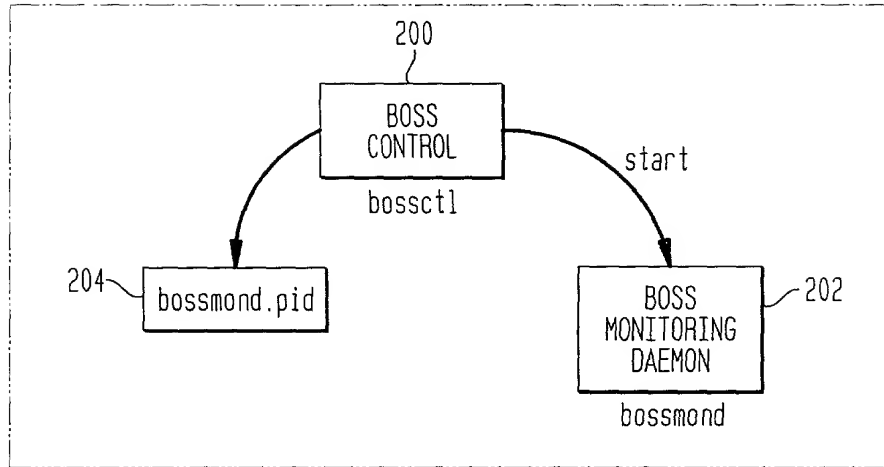 200
BOSS
CONTROL
bossctl
start
204
bossmond.pid
BOSS
MONITORING
DAEMON
202
bossmond